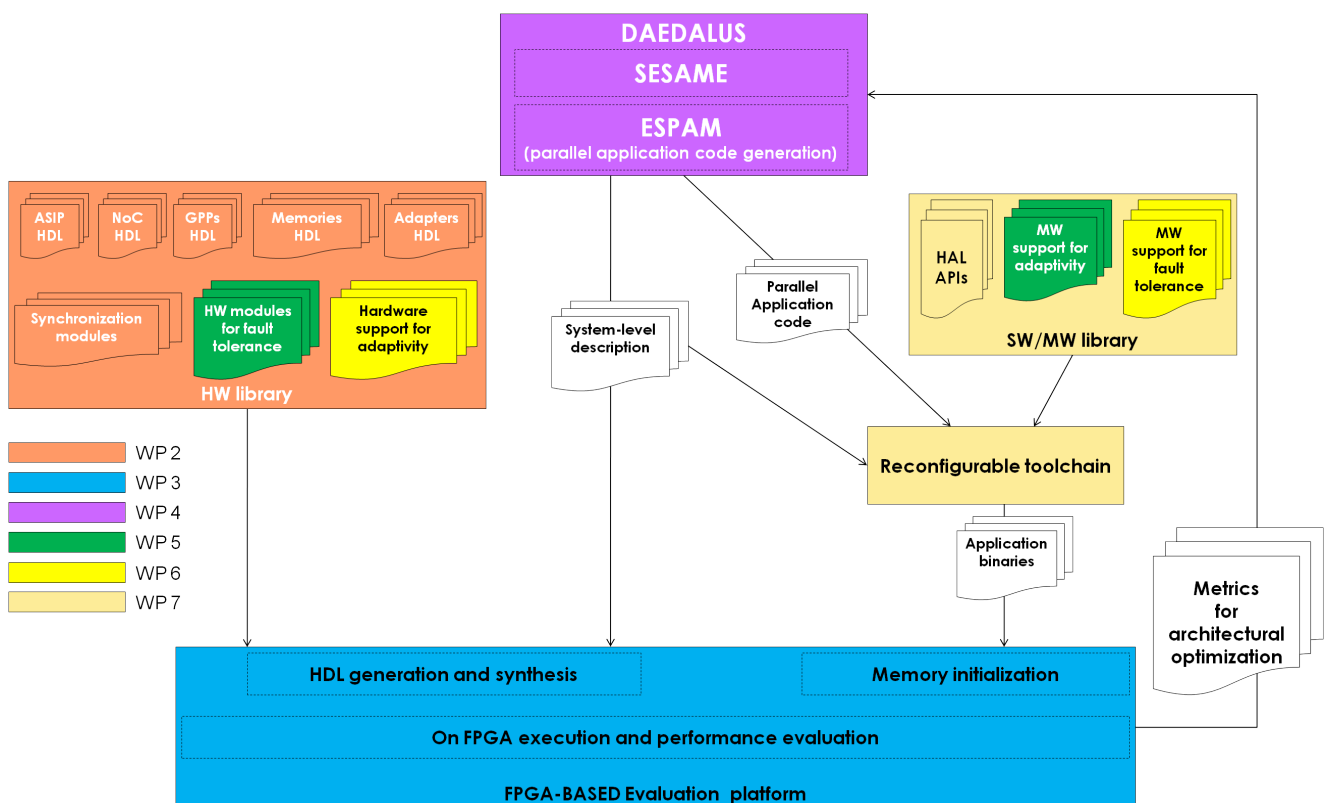 DAEDALUS
SESAME
ESPAM
(parallel application code generation)
ASIP
HDL
NoC
HDL
GPPs
HDL
Memories
HDL
Adapters
HDL
Synchronization
modules
HW modules
for fault
tolerance
Hardware
support for
adaptivity
HW library
System-level
description
Parallel
Application
code
HAL
APIs
MW
support for
adaptivity
MW
support for
fault
tolerance
SW/MW library
WP 2
WP 3
WP 4
WP 5
WP 6
WP 7
Reconfigurable toolchain
Application
binaries
Metrics
for
architectural
optimization
HDL generation and synthesis
Memory initialization
On FPGA execution and performance evaluation
FPGA-BASED Evaluation platform